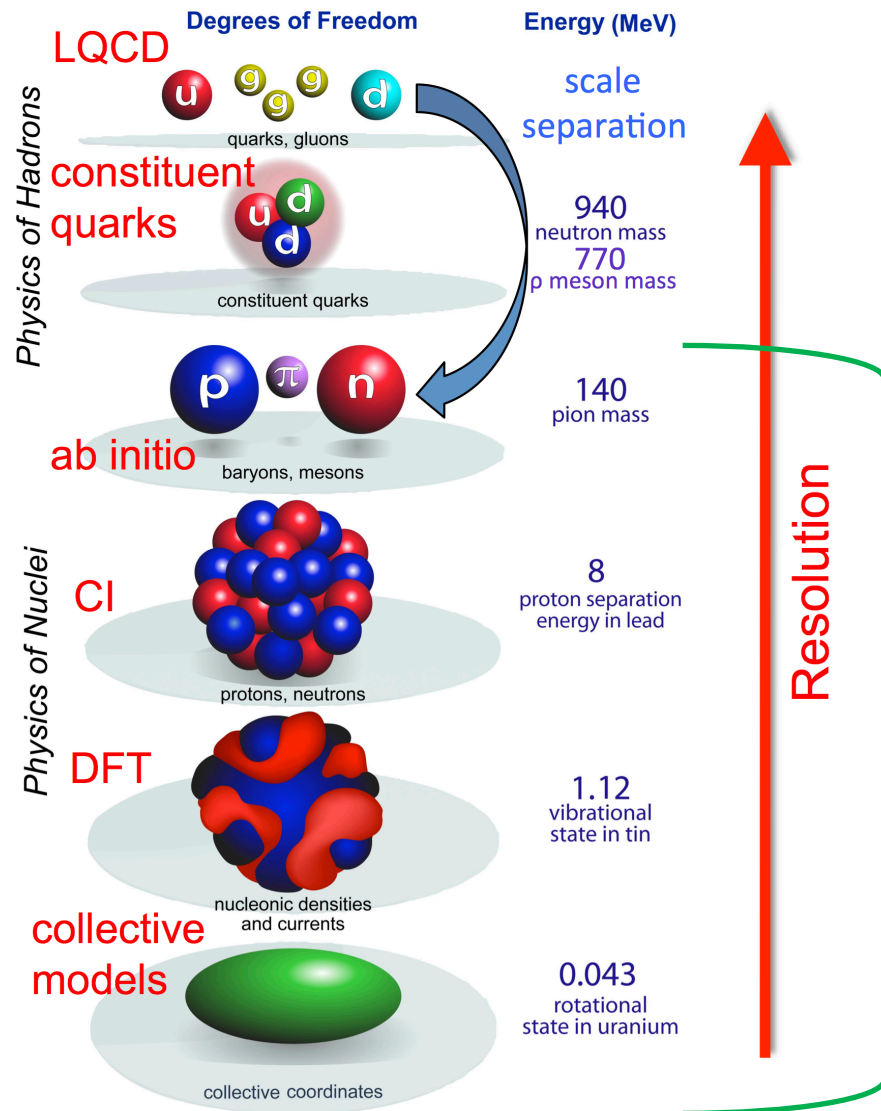 Degrees of Freedom
Energy (MeV)
LQCD
u
g
g
g
d
quarks, gluons
scale
separation
Physics of Hadrons
constituent
quarks
u
d
d
constituent quarks
940
neutron mass
770
ρ meson mass
p
π
n
140
pion mass
ab initio
baryons, mesons
Resolution
Physics of Nuclei
CI
protons, neutrons
8
proton separation
energy in lead
DFT
nucleonic densities
and currents
1.12
vibrational
state in tin
collective
models
collective coordinates
0.043
rotational
state in uranium